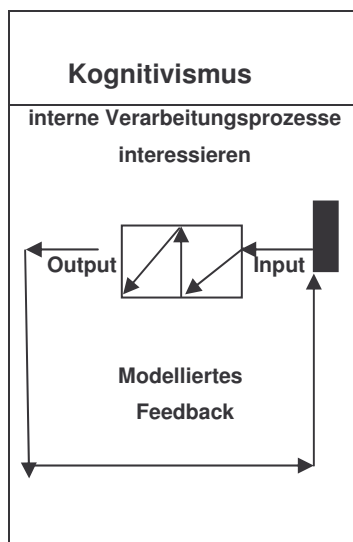 Kognitivismus
interne Verarbeitungsprozesse
interessieren
Output
Input
Modelliertes
Feedback